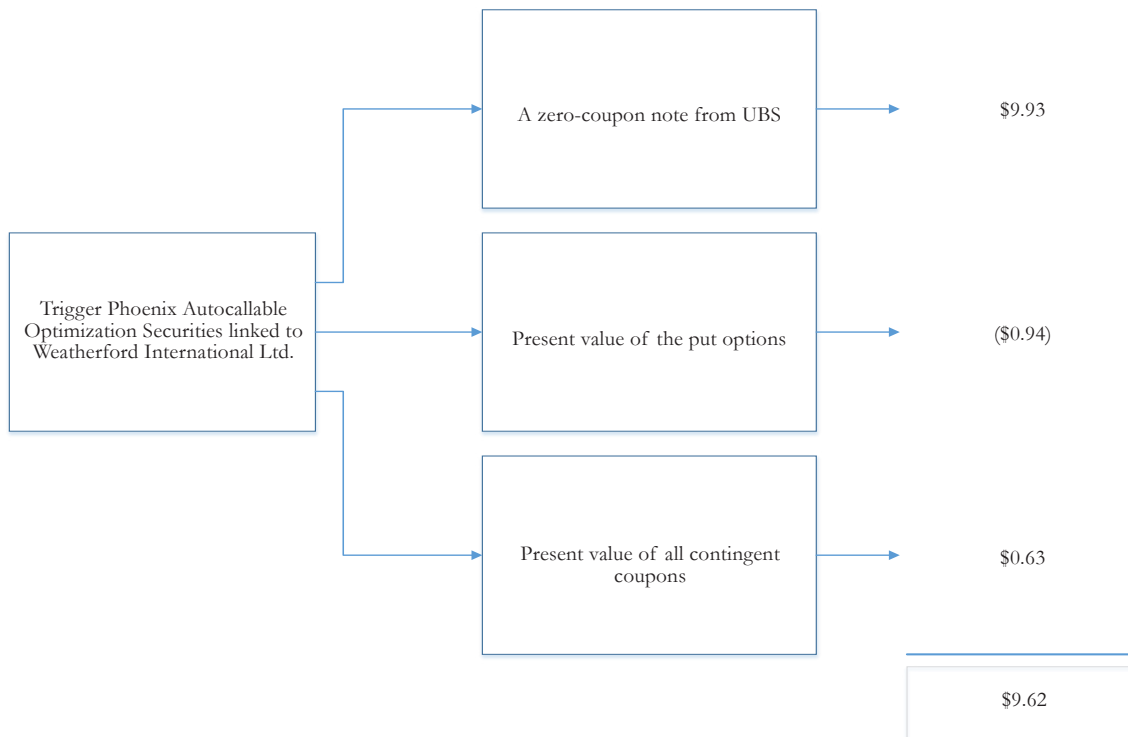 A zero-coupon note from UBS
$9.93
Trigger Phoenix Autocallable
Optimization Securities linked to
Weatherford International Ltd.
Present value of the put options
($0.94)
Present value of all contingent
coupons
$0.63
$9.62